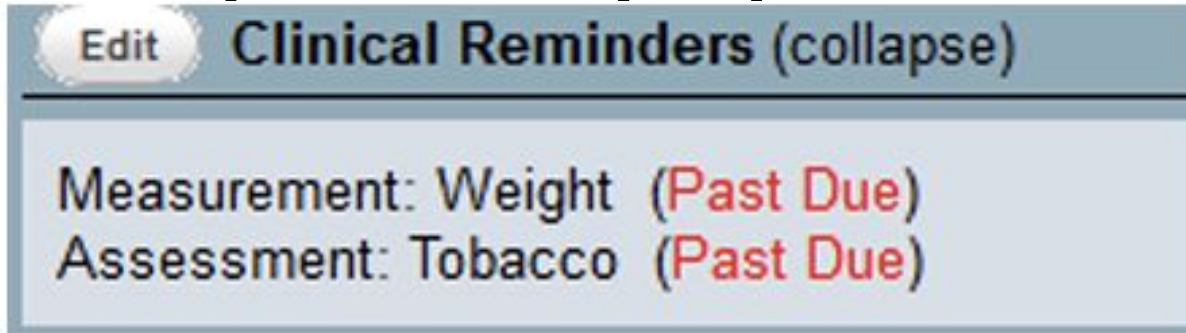 Edit Clinical Reminders (collapse)
Measurement: Weight (Past Due)
Assessment: Tobacco (Past Due)